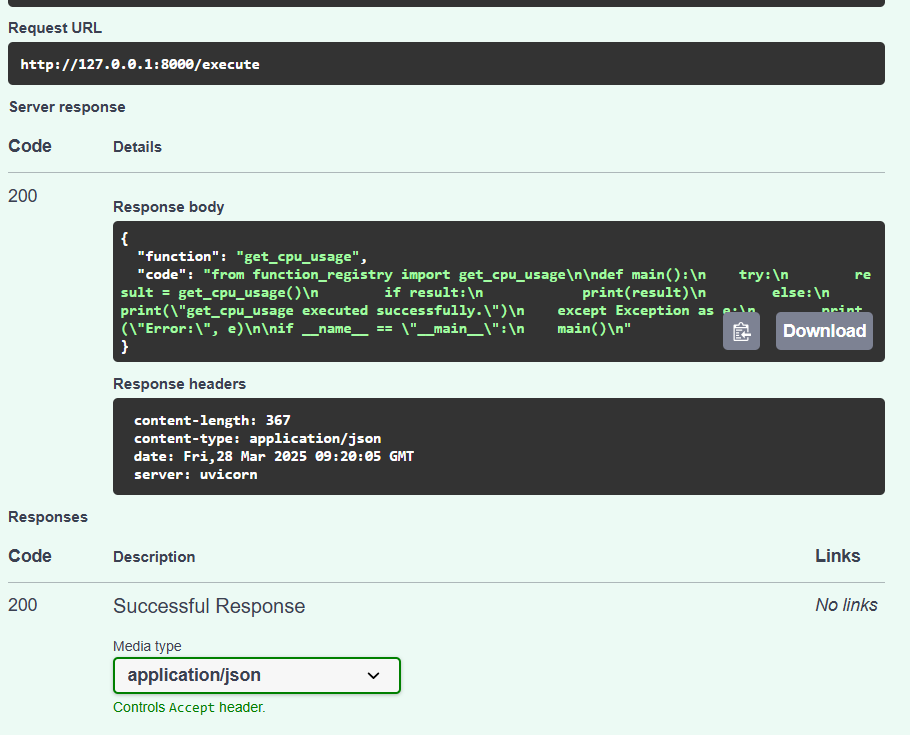 Request URL
http://127.0.0.1:8000/execute
Server response
Code Details
200
Response body
{
  "function": "get_cpu_usage",
  "code": "from function_registry import get_cpu_usage\n\ndef main():\n    try:\n        re
sult = get_cpu_usage()\n        if result:\n            print(result)\n        else:\n
print(\"get_cpu_usage executed successfully.\")\n    except Exception as e:\n        print
(\"Error:\", e)\n\nif __name__ == \"__main__\":\n    main()\n"
}
Download
Response headers
content-length: 367
content-type: application/json
date: Fri,28 Mar 2025 09:20:05 GMT
server: uvicorn
Responses
Code Description Links
200 Successful Response No links
Media type
application/json
Controls Accept header.